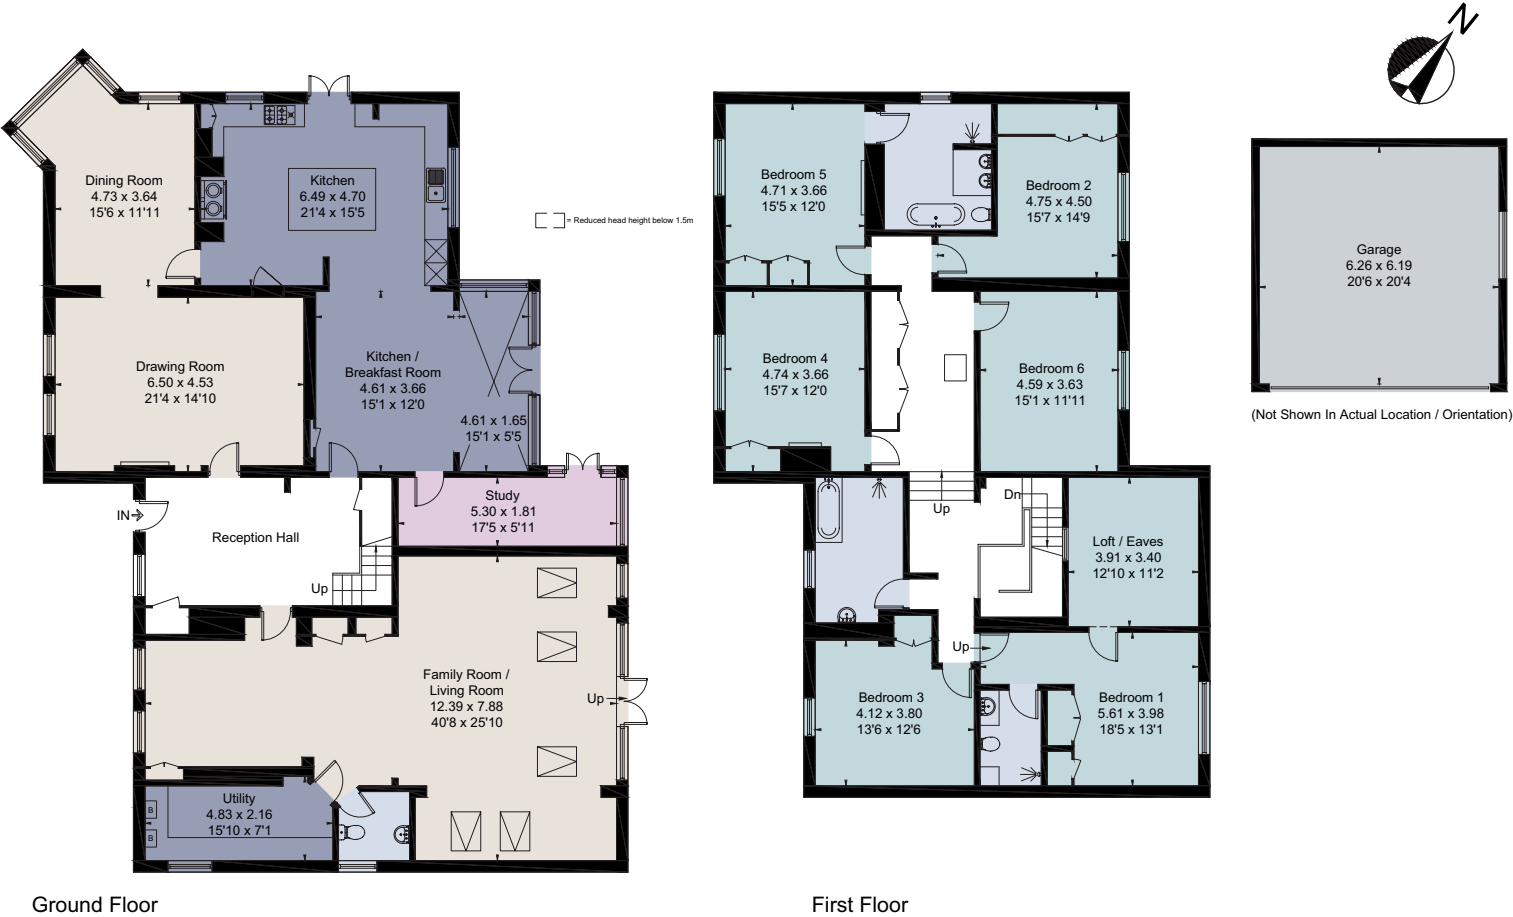 N
Dining Room
4.73 x 3.64
15'6 x 11'11
Kitchen
6.49 x 4.70
21'4 x 15'5
= Reduced head height below 1.5m
Drawing Room
6.50 x 4.53
21'4 x 14'10
Kitchen /
Breakfast Room
4.61 x 3.66
15'1 x 12'0
4.61 x 1.65
15'1 x 5'5
IN
Reception Hall
Up
Study
5.30 x 1.81
17'5 x 5'11
Family Room /
Living Room
12.39 x 7.88
40'8 x 25'10
Up
Utility
4.83 x 2.16
15'10 x 7'1
B
B
Ground Floor
Bedroom 5
4.71 x 3.66
15'5 x 12'0
Bedroom 2
4.75 x 4.50
15'7 x 14'9
Bedroom 4
4.74 x 3.66
15'7 x 12'0
Bedroom 6
4.59 x 3.63
15'1 x 11'11
Up
Dn
Loft / Eaves
3.91 x 3.40
12'10 x 11'2
Up
Bedroom 3
4.12 x 3.80
13'6 x 12'6
Bedroom 1
5.61 x 3.98
18'5 x 13'1
First Floor
Garage
6.26 x 6.19
20'6 x 20'4
(Not Shown In Actual Location / Orientation)